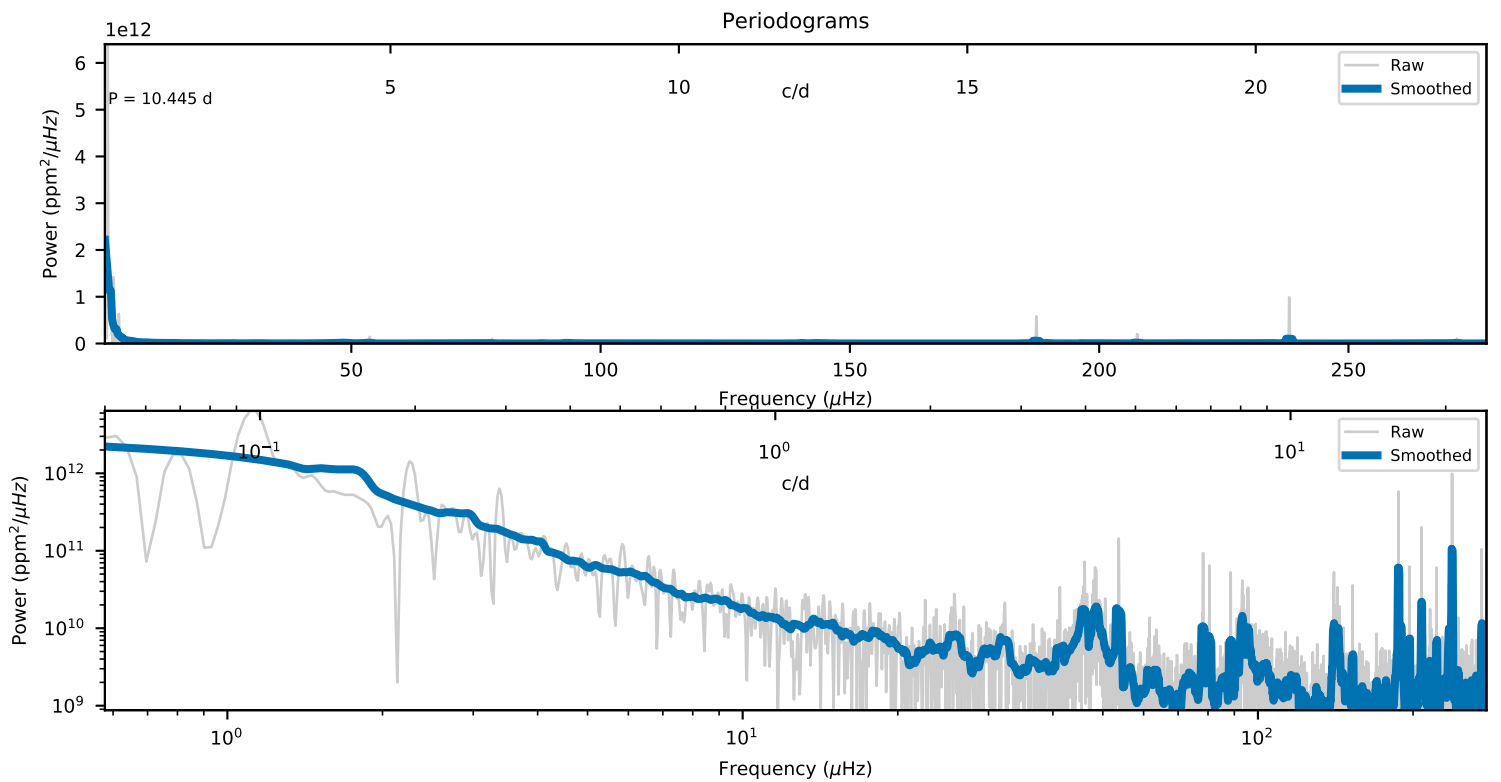 Periodograms
1e12
5 10 15 20
c/d
P = 10.445 d
Raw
Smoothed
6
5
4
3
2
1
0
Power (ppm²/μHz)
50 100 150 200 250
Frequency (μHz)
10⁻¹ 10⁰ 10¹
c/d
Raw
Smoothed
10¹²
10¹¹
10¹⁰
10⁹
Power (ppm²/μHz)
10⁰ 10¹ 10²
Frequency (μHz)